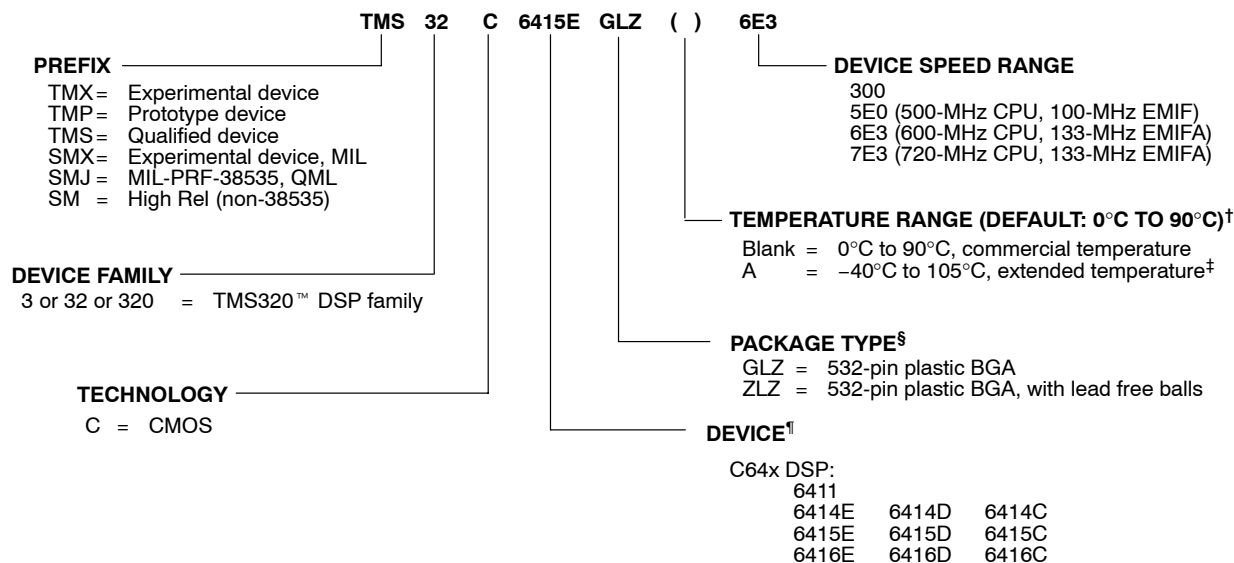 TMS 32 C 6415E GLZ ( ) 6E3
PREFIX
TMX = Experimental device
TMP = Prototype device
TMS = Qualified device
SMX = Experimental device, MIL
SMJ = MIL-PRF-38535, QML
SM = High Rel (non-38535)
DEVICE SPEED RANGE
300
5E0 (500-MHz CPU, 100-MHz EMIF)
6E3 (600-MHz CPU, 133-MHz EMIFA)
7E3 (720-MHz CPU, 133-MHz EMIFA)
TEMPERATURE RANGE (DEFAULT: 0°C TO 90°C)†
Blank = 0°C to 90°C, commercial temperature
A = −40°C to 105°C, extended temperature‡
DEVICE FAMILY
3 or 32 or 320 = TMS320™ DSP family
PACKAGE TYPE§
GLZ = 532-pin plastic BGA
ZLZ = 532-pin plastic BGA, with lead free balls
TECHNOLOGY
C = CMOS
DEVICE¶
C64x DSP:
6411
6414E 6414D 6414C
6415E 6415D 6415C
6416E 6416D 6416C